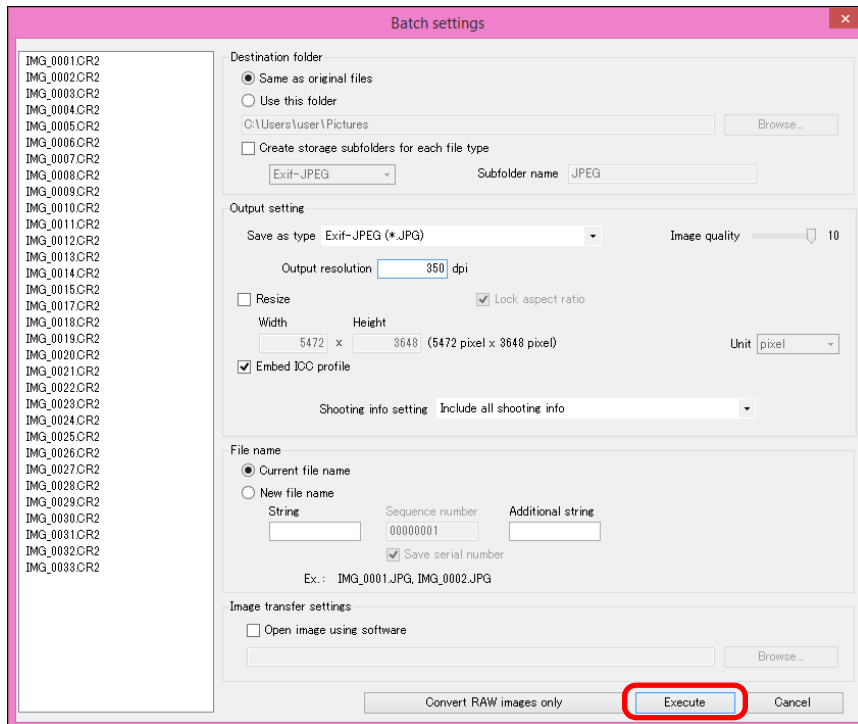 Batch settings
IMG_0001.CR2
IMG_0002.CR2
IMG_0003.CR2
IMG_0004.CR2
IMG_0005.CR2
IMG_0006.CR2
IMG_0007.CR2
IMG_0008.CR2
IMG_0009.CR2
IMG_0010.CR2
IMG_0011.CR2
IMG_0012.CR2
IMG_0013.CR2
IMG_0014.CR2
IMG_0015.CR2
IMG_0017.CR2
IMG_0018.CR2
IMG_0019.CR2
IMG_0020.CR2
IMG_0021.CR2
IMG_0022.CR2
IMG_0023.CR2
IMG_0024.CR2
IMG_0025.CR2
IMG_0026.CR2
IMG_0027.CR2
IMG_0028.CR2
IMG_0029.CR2
IMG_0030.CR2
IMG_0031.CR2
IMG_0032.CR2
IMG_0033.CR2
Destination folder
Same as original files
Use this folder
C:\Users\user\Pictures Browse...
Create storage subfolders for each file type
Exif-JPEG Subfolder name JPEG
Output setting
Save as type Exif-JPEG (*.JPG) Image quality 10
Output resolution 350 dpi
Resize Lock aspect ratio
Width Height
5472 x 3648 (5472 pixel x 3648 pixel) Unit pixel
Embed ICC profile
Shooting info setting Include all shooting info
File name
Current file name
New file name
String Sequence number Additional string
00000001
Save serial number
Ex.: IMG_0001.JPG, IMG_0002.JPG
Image transfer settings
Open image using software
Browse...
Convert RAW images only Execute Cancel